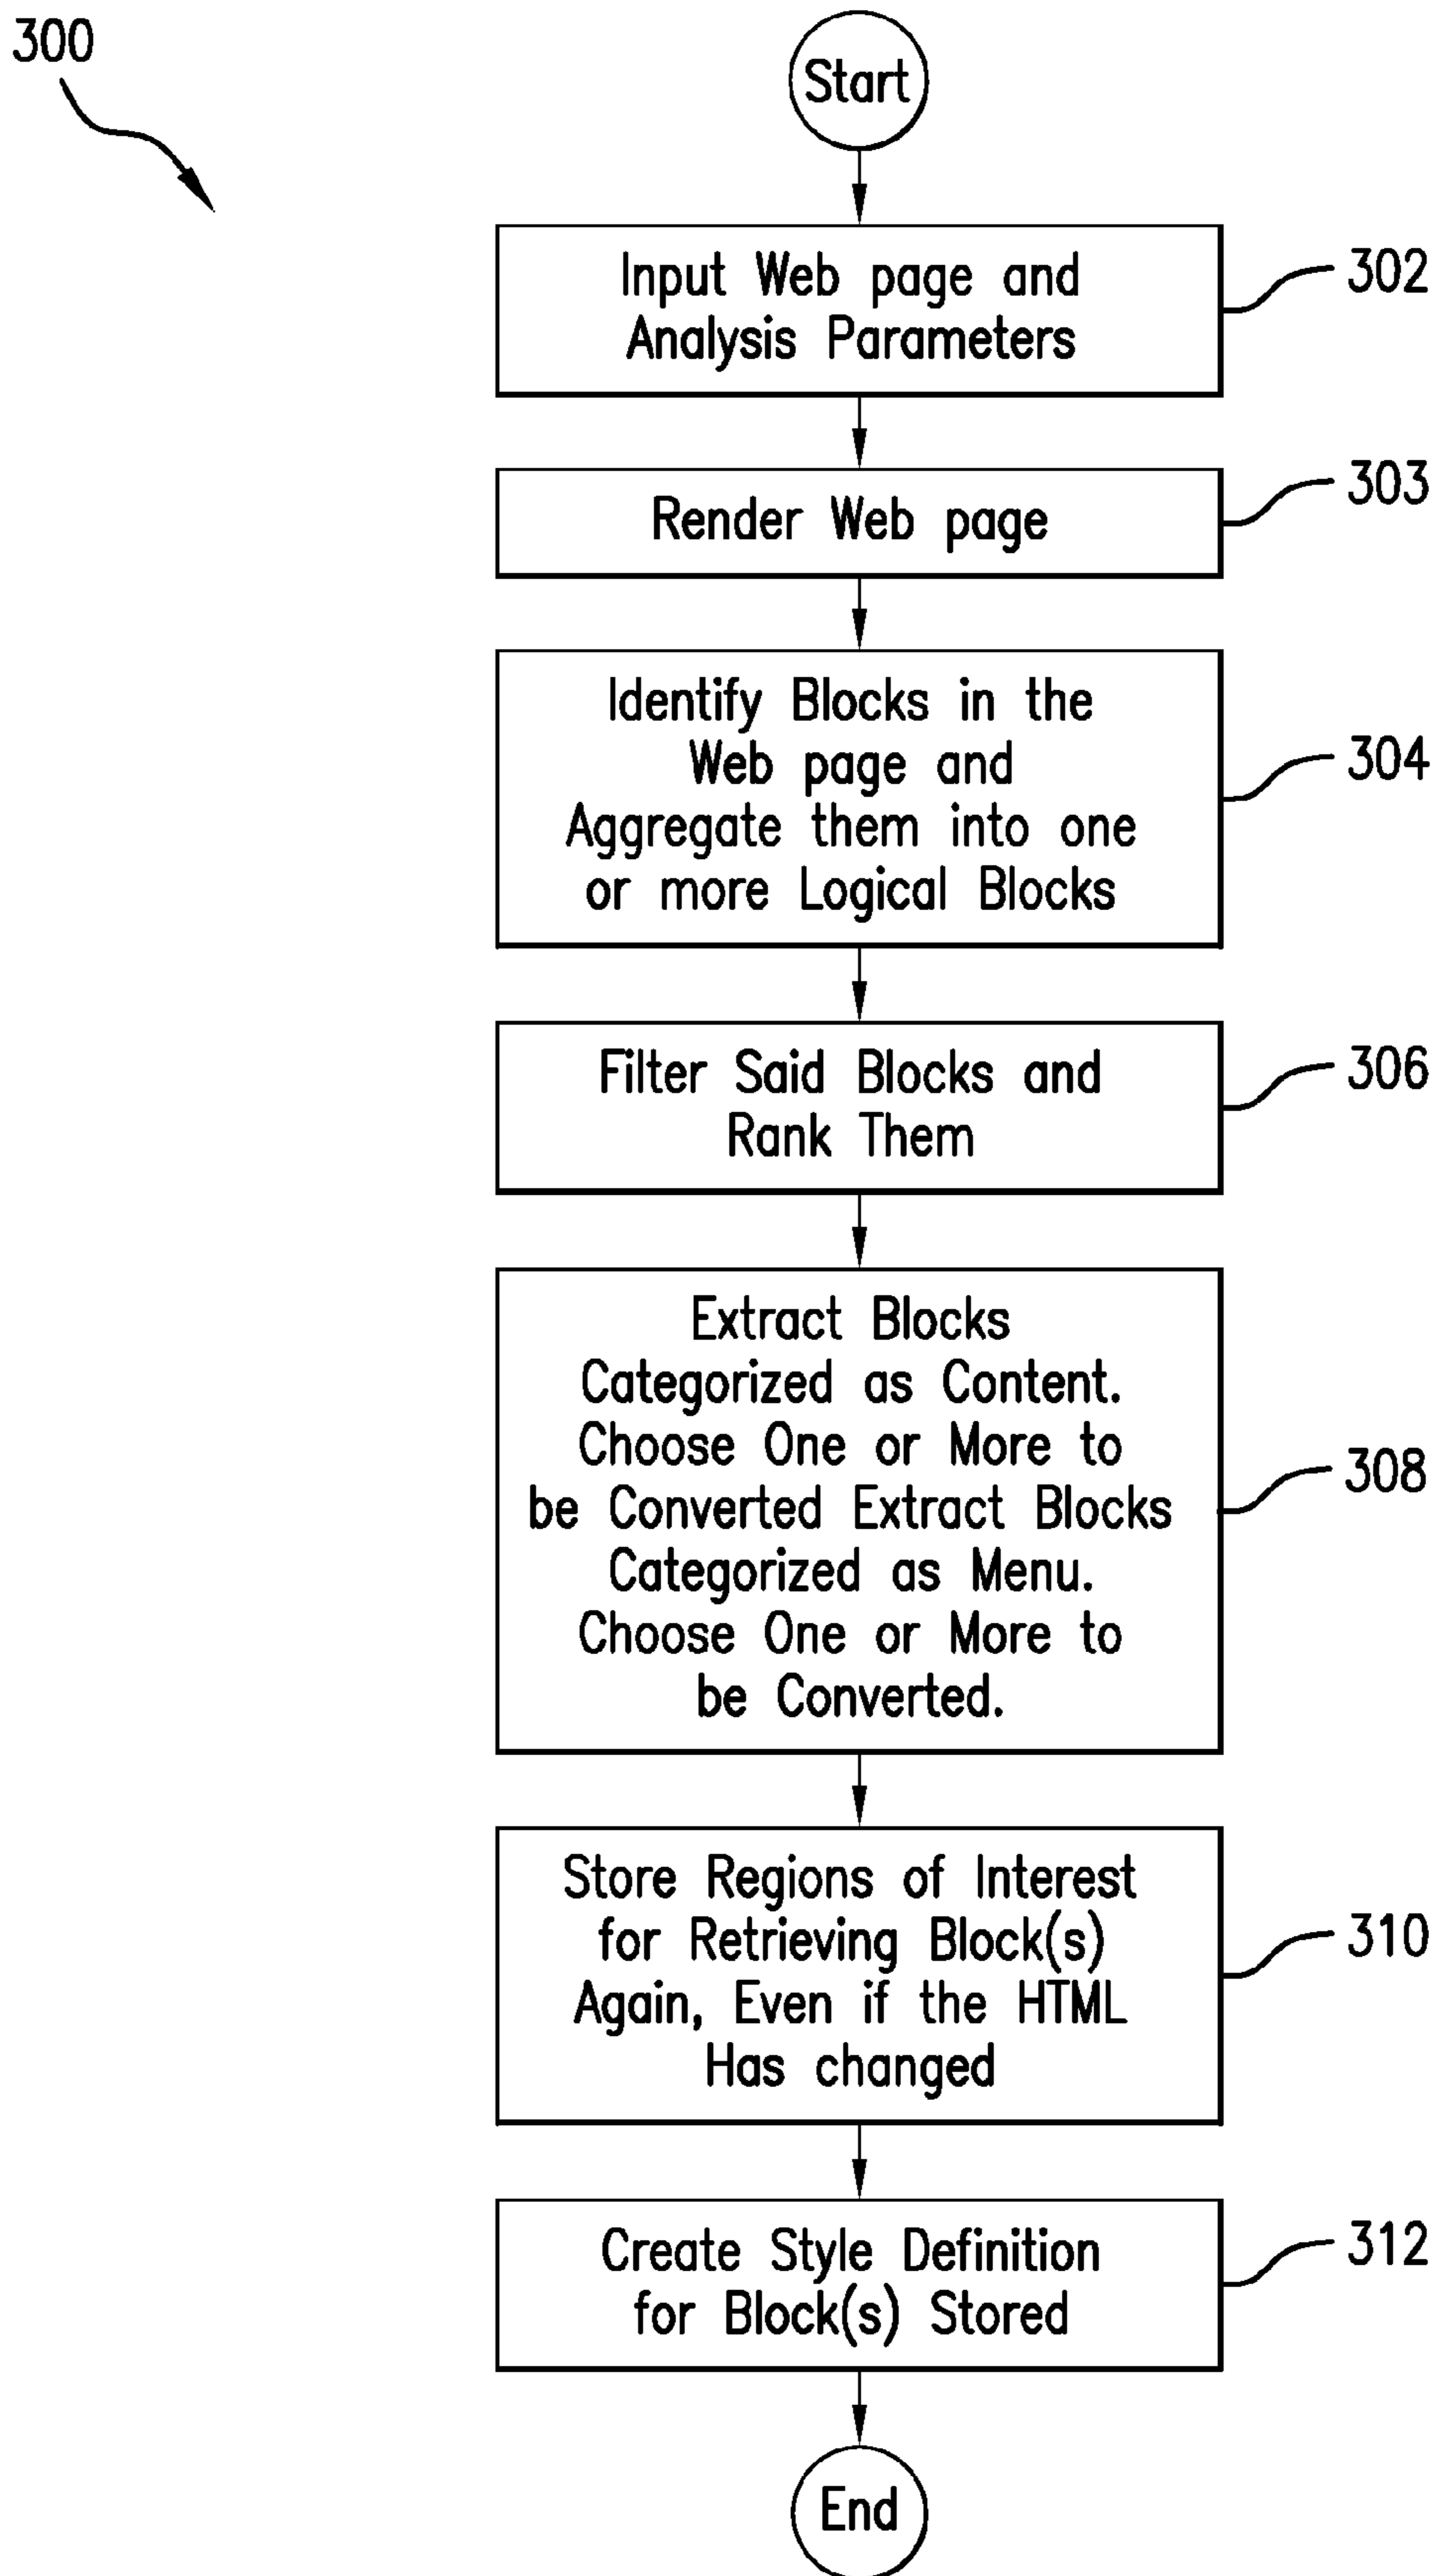 300
Start
Input Web page and
Analysis Parameters
302
Render Web page
303
Identify Blocks in the
Web page and
Aggregate them into one
or more Logical Blocks
304
Filter Said Blocks and
Rank Them
306
Extract Blocks
Categorized as Content.
Choose One or More to
be Converted Extract Blocks
Categorized as Menu.
Choose One or More to
be Converted.
308
Store Regions of Interest
for Retrieving Block(s)
Again, Even if the HTML
Has changed
310
Create Style Definition
for Block(s) Stored
312
End